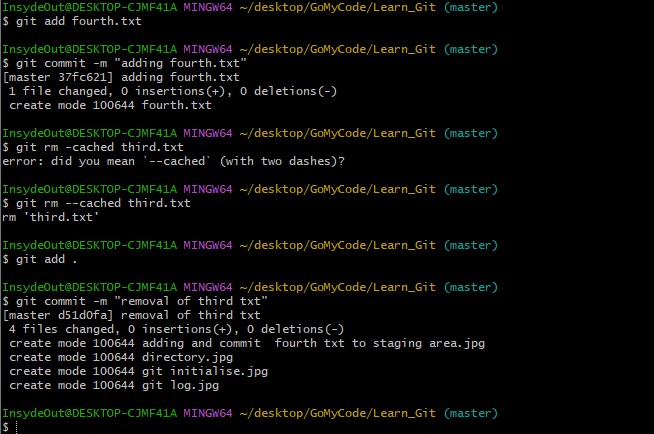 InsydeOut@DESKTOP-CJMF41A MINGW64 ~/desktop/GoMyCode/Learn_Git (master)
$ git add fourth.txt
InsydeOut@DESKTOP-CJMF41A MINGW64 ~/desktop/GoMyCode/Learn_Git (master)
$ git commit -m "adding fourth.txt"
[master 37fc621] adding fourth.txt
1 file changed, 0 insertions(+), 0 deletions(-)
create mode 100644 fourth.txt
InsydeOut@DESKTOP-CJMF41A MINGW64 ~/desktop/GoMyCode/Learn_Git (master)
$ git rm -cached third.txt
error: did you mean `--cached` (with two dashes)?
InsydeOut@DESKTOP-CJMF41A MINGW64 ~/desktop/GoMyCode/Learn_Git (master)
$ git rm --cached third.txt
rm 'third.txt'
InsydeOut@DESKTOP-CJMF41A MINGW64 ~/desktop/GoMyCode/Learn_Git (master)
$ git add .
InsydeOut@DESKTOP-CJMF41A MINGW64 ~/desktop/GoMyCode/Learn_Git (master)
$ git commit -m "removal of third txt"
[master d51d0fa] removal of third txt
4 files changed, 0 insertions(+), 0 deletions(-)
create mode 100644 adding and commit  fourth txt to staging area.jpg
create mode 100644 directory.jpg
create mode 100644 git initialise.jpg
create mode 100644 git log.jpg
InsydeOut@DESKTOP-CJMF41A MINGW64 ~/desktop/GoMyCode/Learn_Git (master)
$